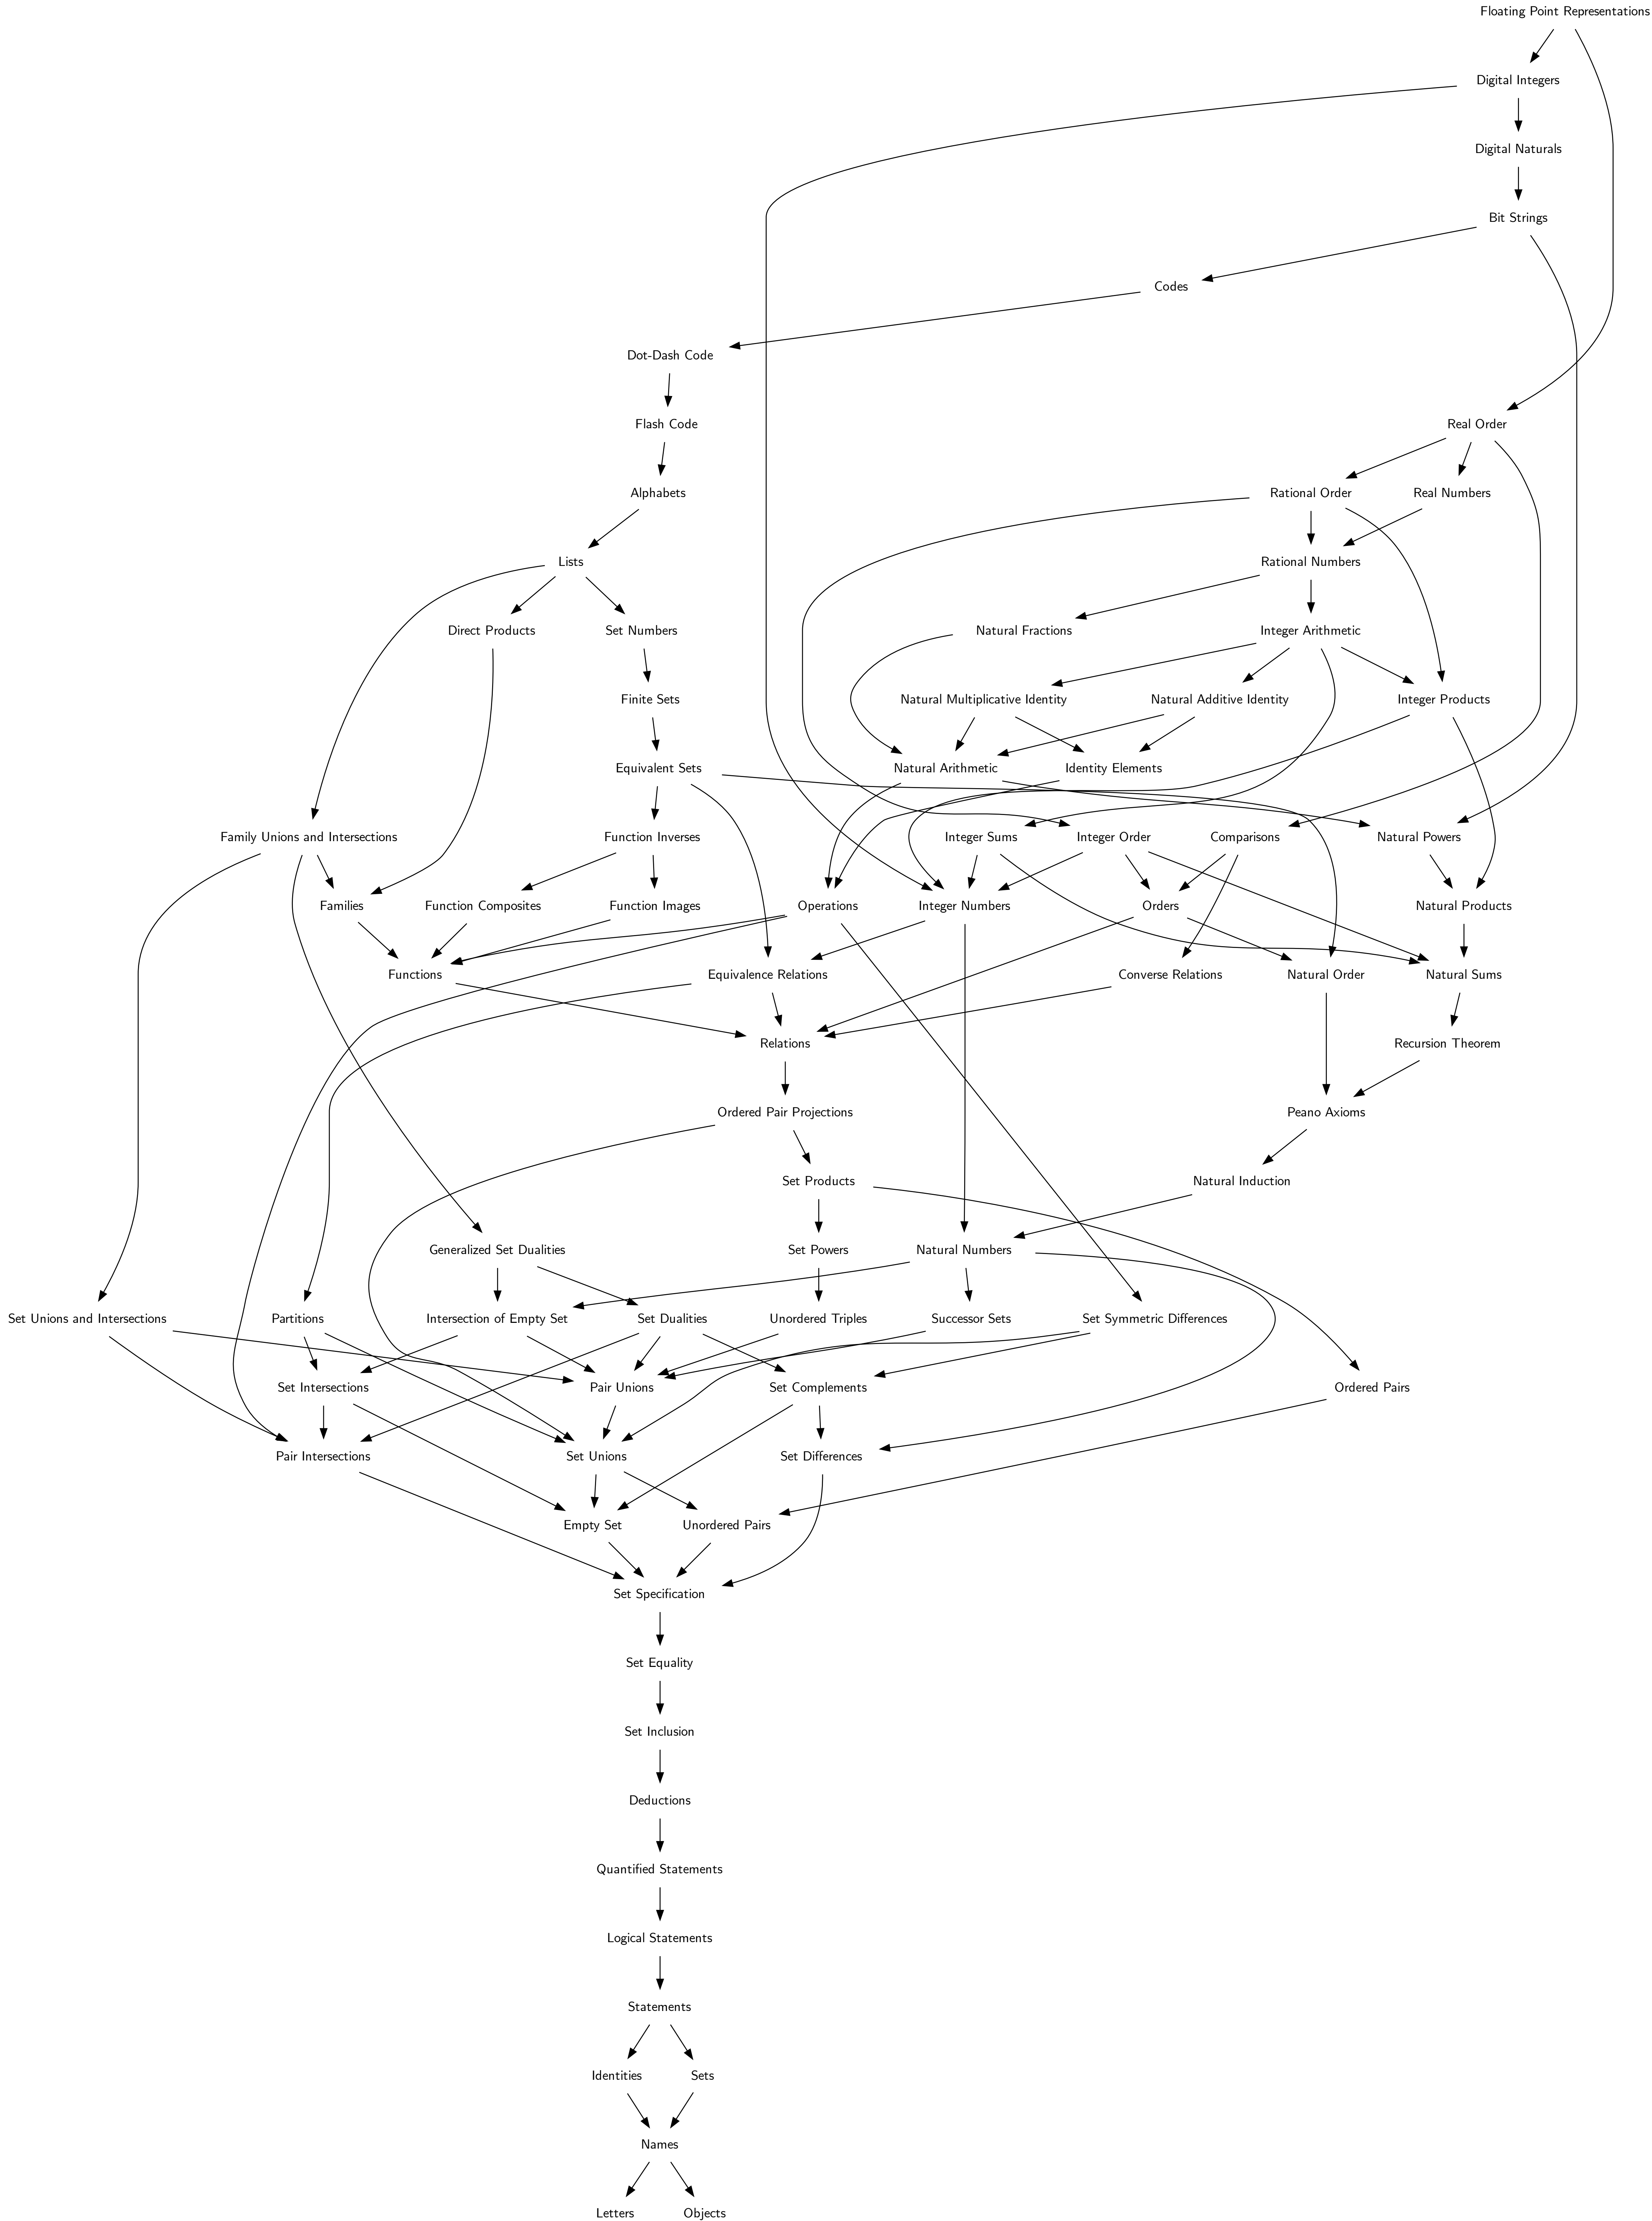 Floating Point Representations
Digital Integers
Digital Naturals
Bit Strings
Codes
Dot-Dash Code
Flash Code
Real Order
Alphabets
Rational Order
Real Numbers
Lists
Rational Numbers
Direct Products
Set Numbers
Natural Fractions
Integer Arithmetic
Finite Sets
Natural Multiplicative Identity
Natural Additive Identity
Integer Products
Equivalent Sets
Natural Arithmetic
Identity Elements
Family Unions and Intersections
Function Inverses
Integer Sums
Integer Order
Comparisons
Natural Powers
Families
Function Composites
Function Images
Operations
Integer Numbers
Orders
Natural Products
Functions
Equivalence Relations
Converse Relations
Natural Order
Natural Sums
Relations
Recursion Theorem
Ordered Pair Projections
Peano Axioms
Set Products
Natural Induction
Generalized Set Dualities
Set Powers
Natural Numbers
Set Unions and Intersections
Partitions
Intersection of Empty Set
Set Dualities
Unordered Triples
Successor Sets
Set Symmetric Differences
Set Intersections
Pair Unions
Set Complements
Ordered Pairs
Pair Intersections
Set Unions
Set Differences
Empty Set
Unordered Pairs
Set Specification
Set Equality
Set Inclusion
Deductions
Quantified Statements
Logical Statements
Statements
Identities
Sets
Names
Letters
Objects